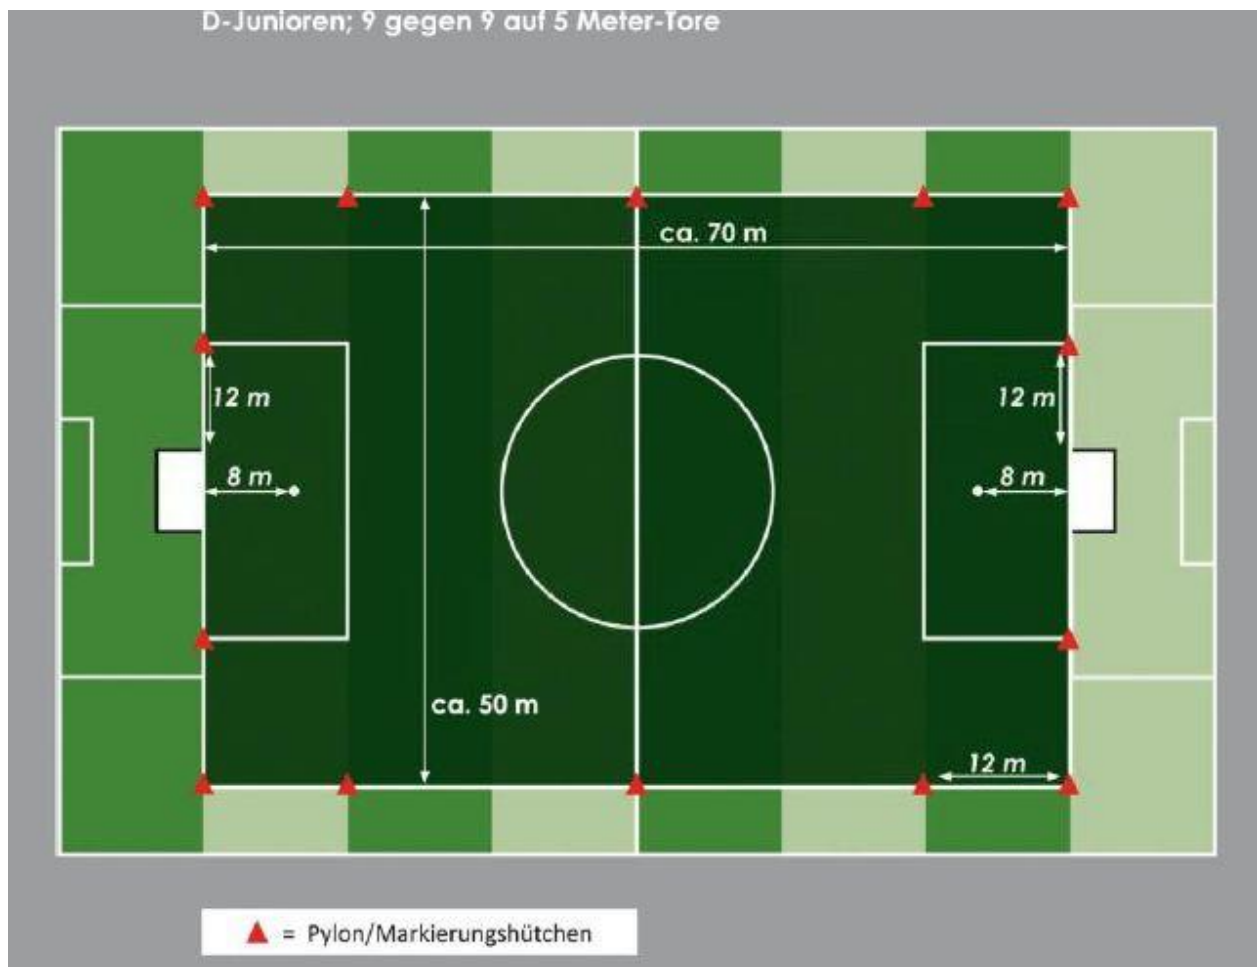 D-Junioren; 9 gegen 9 auf 5 Meter-Tore
ca. 70 m
12 m
12 m
8 m
8 m
ca. 50 m
12 m
= Pylon/Markierungshütchen